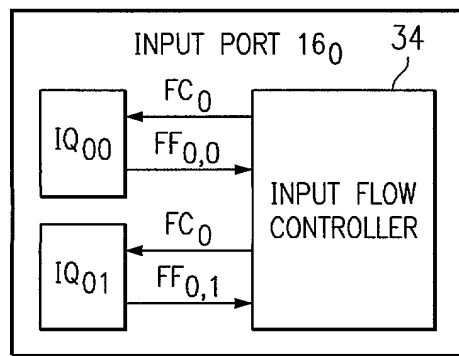 INPUT PORT 16₀
34
FC₀
IQ₀₀
FF₀,₀
INPUT FLOW
CONTROLLER
FC₀
IQ₀₁
FF₀,₁